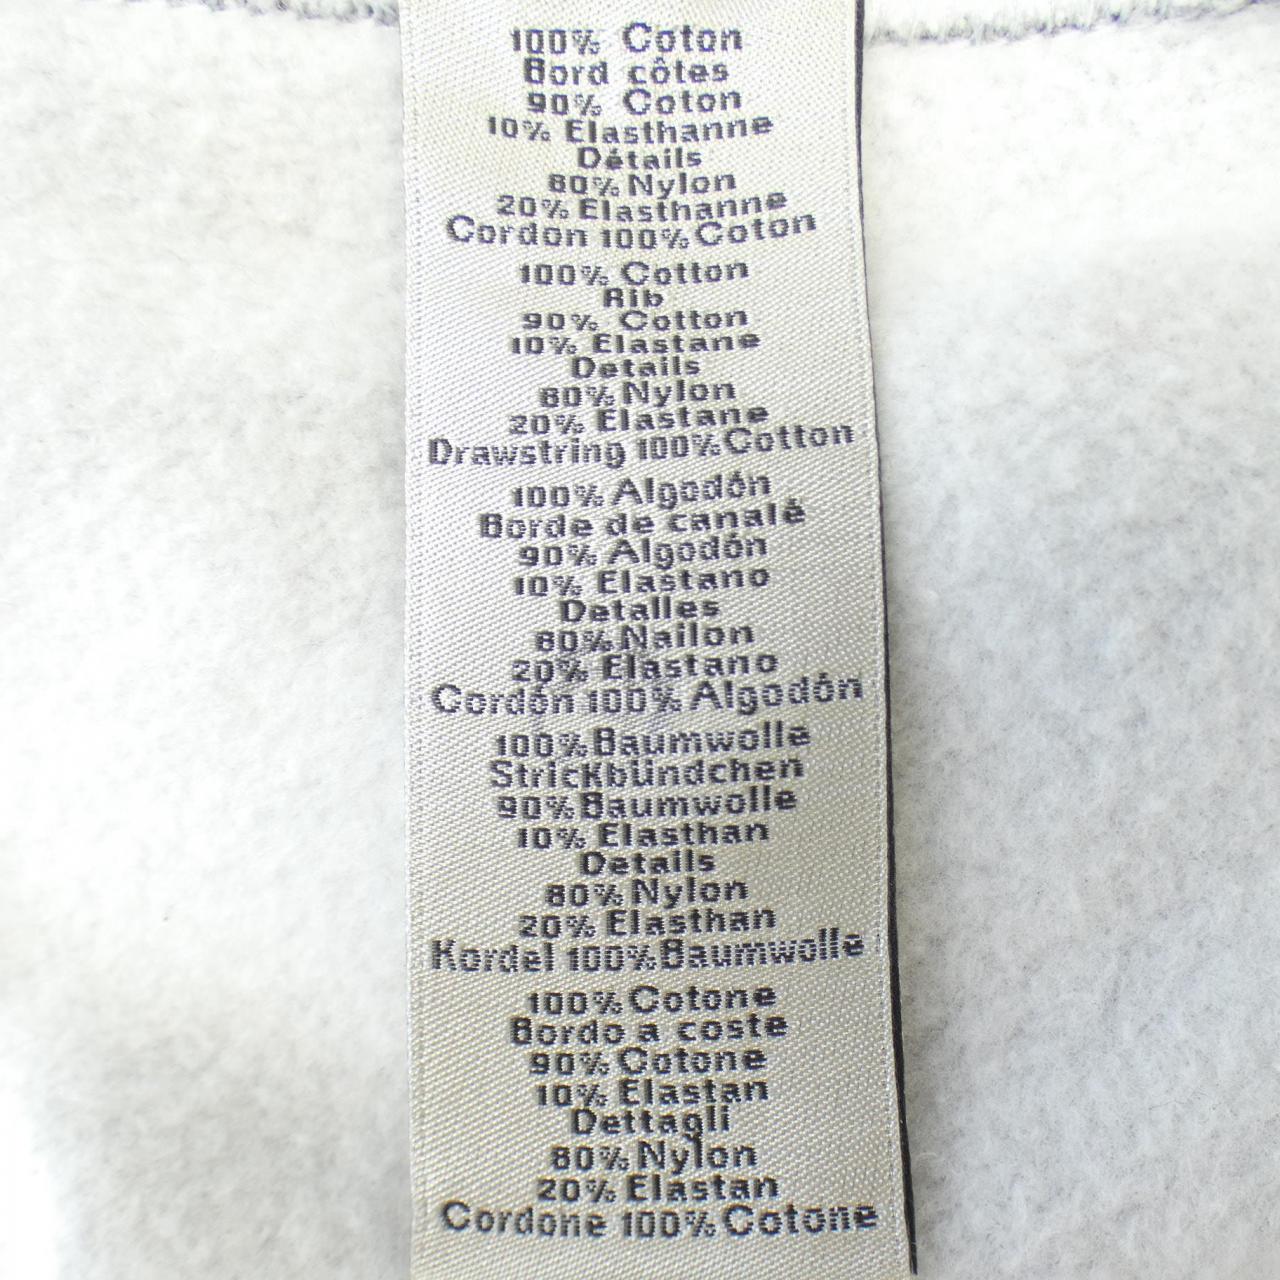 100% Coton
Bord côtes
90% Coton
10% Elasthanne
Détails
80% Nylon
20% Elasthanne
Cordon 100% Coton
100% Cotton
Rib
90% Cotton
10% Elastane
Details
80% Nylon
20% Elastane
Drawstring 100% Cotton
100% Algodón
Borde de canalé
90% Algodón
10% Elastano
Detalles
80% Nailon
20% Elastano
Cordón 100% Algodón
100% Baumwolle
Strickbündchen
90% Baumwolle
10% Elasthan
Details
80% Nylon
20% Elasthan
Kordel 100% Baumwolle
100% Cotone
Bordo a coste
90% Cotone
10% Elastan
Dettagli
80% Nylon
20% Elastan
Cordone 100% Cotone